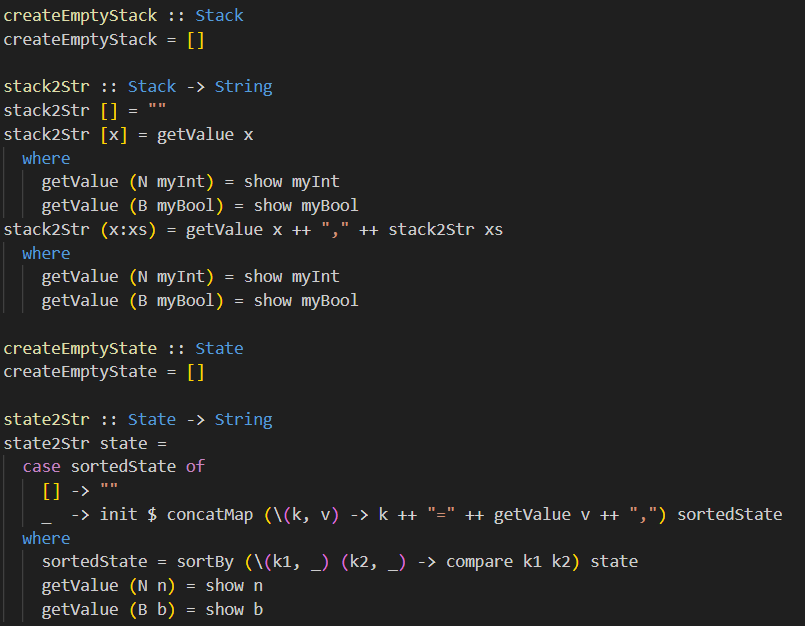 createEmptyStack :: Stack
createEmptyStack = []

stack2Str :: Stack -> String
stack2Str [] = ""
stack2Str [x] = getValue x
  where
    getValue (N myInt) = show myInt
    getValue (B myBool) = show myBool
stack2Str (x:xs) = getValue x ++ "," ++ stack2Str xs
  where
    getValue (N myInt) = show myInt
    getValue (B myBool) = show myBool

createEmptyState :: State
createEmptyState = []

state2Str :: State -> String
state2Str state =
  case sortedState of
    [] -> ""
    _  -> init $ concatMap (\(k, v) -> k ++ "=" ++ getValue v ++ ",") sortedState
  where
    sortedState = sortBy (\(k1, _) (k2, _) -> compare k1 k2) state
    getValue (N n) = show n
    getValue (B b) = show b